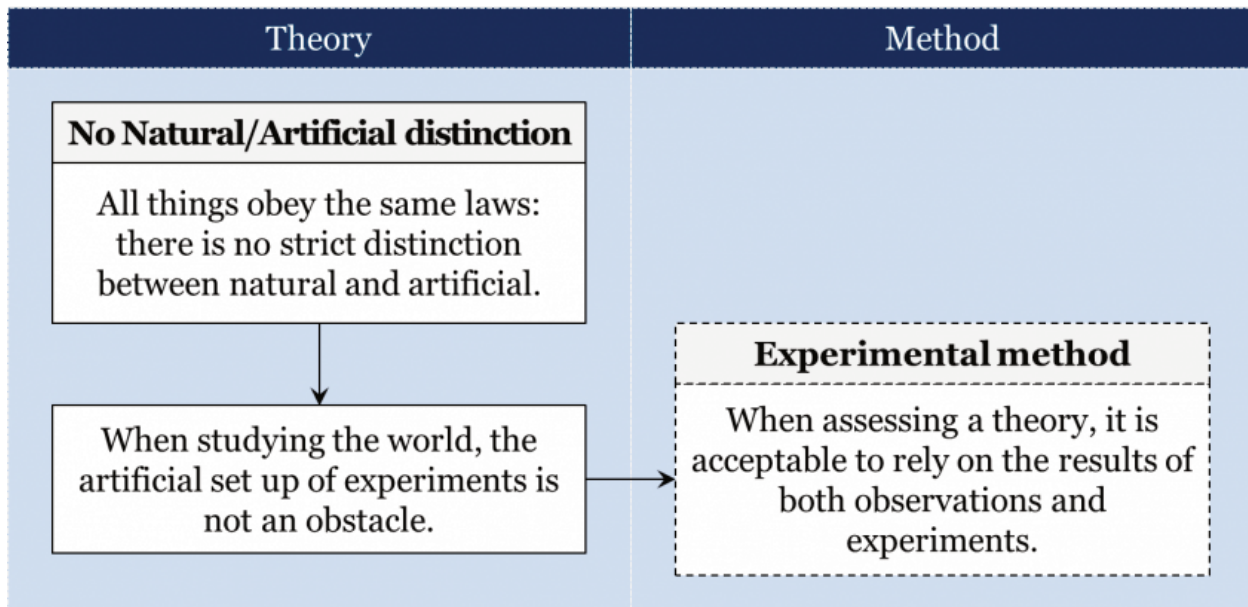 Theory
Method
No Natural/Artificial distinction
All things obey the same laws:
there is no strict distinction
between natural and artificial.
When studying the world, the
artificial set up of experiments is
not an obstacle.
Experimental method
When assessing a theory, it is
acceptable to rely on the results of
both observations and
experiments.